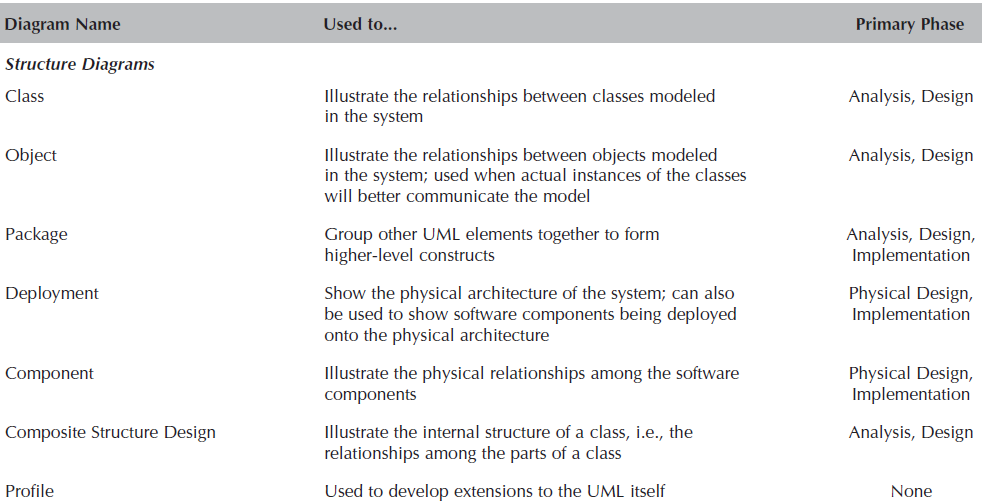 Diagram Name Used to... Primary Phase
Structure Diagrams
Class Illustrate the relationships between classes modeled Analysis, Design
in the system
Object Illustrate the relationships between objects modeled Analysis, Design
in the system; used when actual instances of the classes
will better communicate the model
Package Group other UML elements together to form Analysis, Design,
higher-level constructs Implementation
Deployment Show the physical architecture of the system; can also Physical Design,
be used to show software components being deployed Implementation
onto the physical architecture
Component Illustrate the physical relationships among the software Physical Design,
components Implementation
Composite Structure Design Illustrate the internal structure of a class, i.e., the Analysis, Design
relationships among the parts of a class
Profile Used to develop extensions to the UML itself None